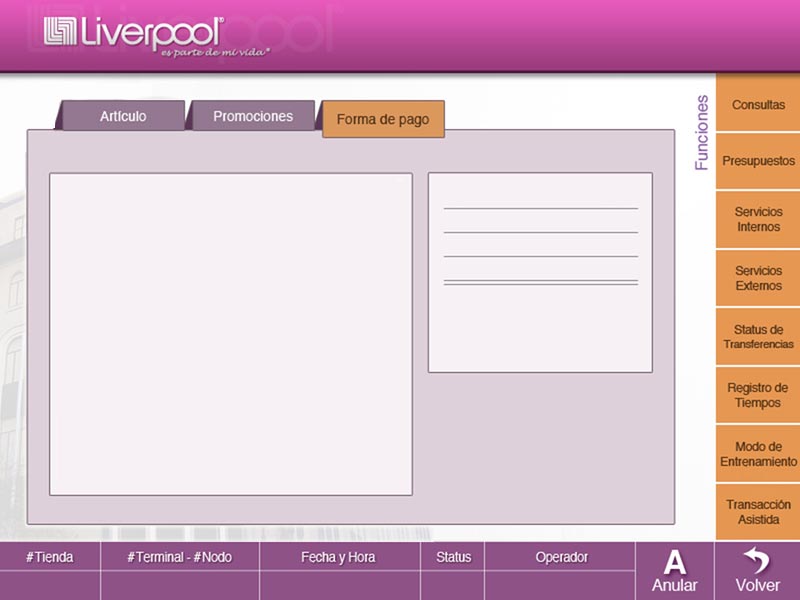 Liverpool®
es parte de mi vida®
Artículo
Promociones
Forma de pago
Funciones
Consultas
Presupuestos
Servicios
Internos
Servicios
Externos
Status de
Transferencias
Registro de
Tiempos
Modo de
Entrenamiento
Transacción
Asistida
#Tienda
#Terminal - #Nodo
Fecha y Hora
Status
Operador
A
Anular
Volver